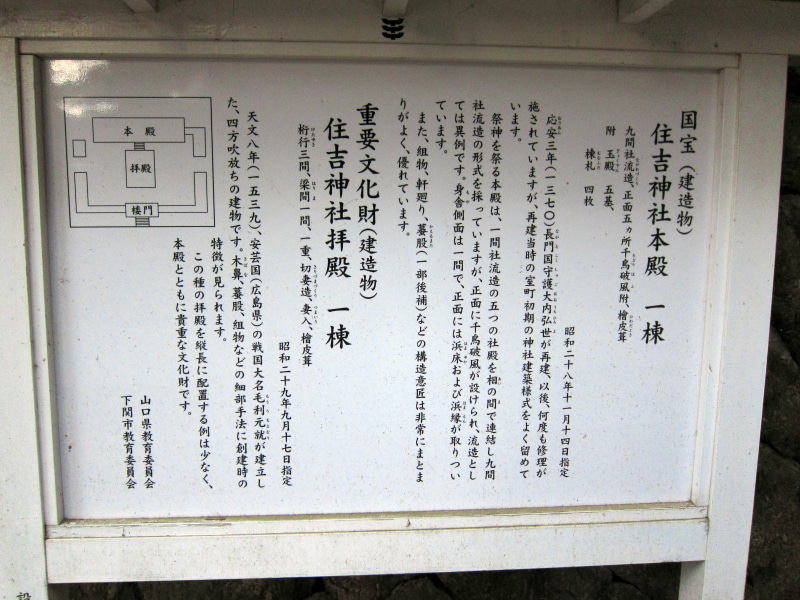 国宝（建造物）
住吉神社本殿　一棟
九間社流造、正面五ヵ所千鳥破風附、檜皮葺
附　玉殿　五基、
棟札　四枚
昭和二十八年十一月十四日指定
応安三年（一三七〇）長門国守護大内弘世が再建、以後、何度も修理が
施されていますが、再建当時の室町初期の神社建築様式をよく留めて
います。
祭神を祭る本殿は、一間社流造の五つの社殿を相の間で連結し九間
社流造の形式を採っていますが、正面に千鳥破風が設けられ、流造とし
ては異例です。身舎側面は一間で、正面には浜床および浜縁が取りつい
ています。
また、組物、軒廻り、蟇股（一部後補）などの構造意匠は非常にまとま
りがよく、優れています。
重要文化財（建造物）
住吉神社拝殿　一棟
桁行三間、梁間一間、一重、切妻造、妻入、檜皮葺
昭和二十九年九月十七日指定
天文八年（一五三九）、安芸国（広島県）の戦国大名毛利元就が建立し
た、四方吹放ちの建物です。木鼻、蟇股、組物などの細部手法に創建時の
特徴が見られます。
この種の拝殿を縦長に配置する例は少なく、
本殿とともに貴重な文化財です。
山口県教育委員会
下関市教育委員会
本　殿
拝殿
楼門
設